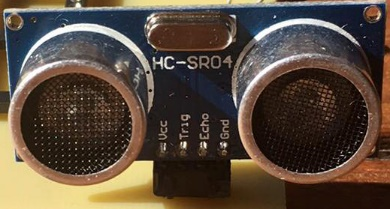 HC-SR04
Vcc
Trig
Echo
Gnd